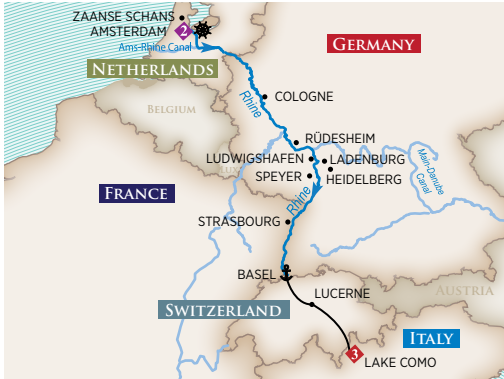 ZAANSE SCHANS
AMSTERDAM
2
Ams-Rhine Canal
NETHERLANDS
GERMANY
BELGIUM
Rhine
COLOGNE
RÜDESHEIM
LUDWIGSHAFEN
LADENBURG
SPEYER
HEIDELBERG
Main-Danube
Canal
FRANCE
Rhine
STRASBOURG
BASEL
LUCERNE
AUSTRIA
SWITZERLAND
ITALY
3
LAKE COMO